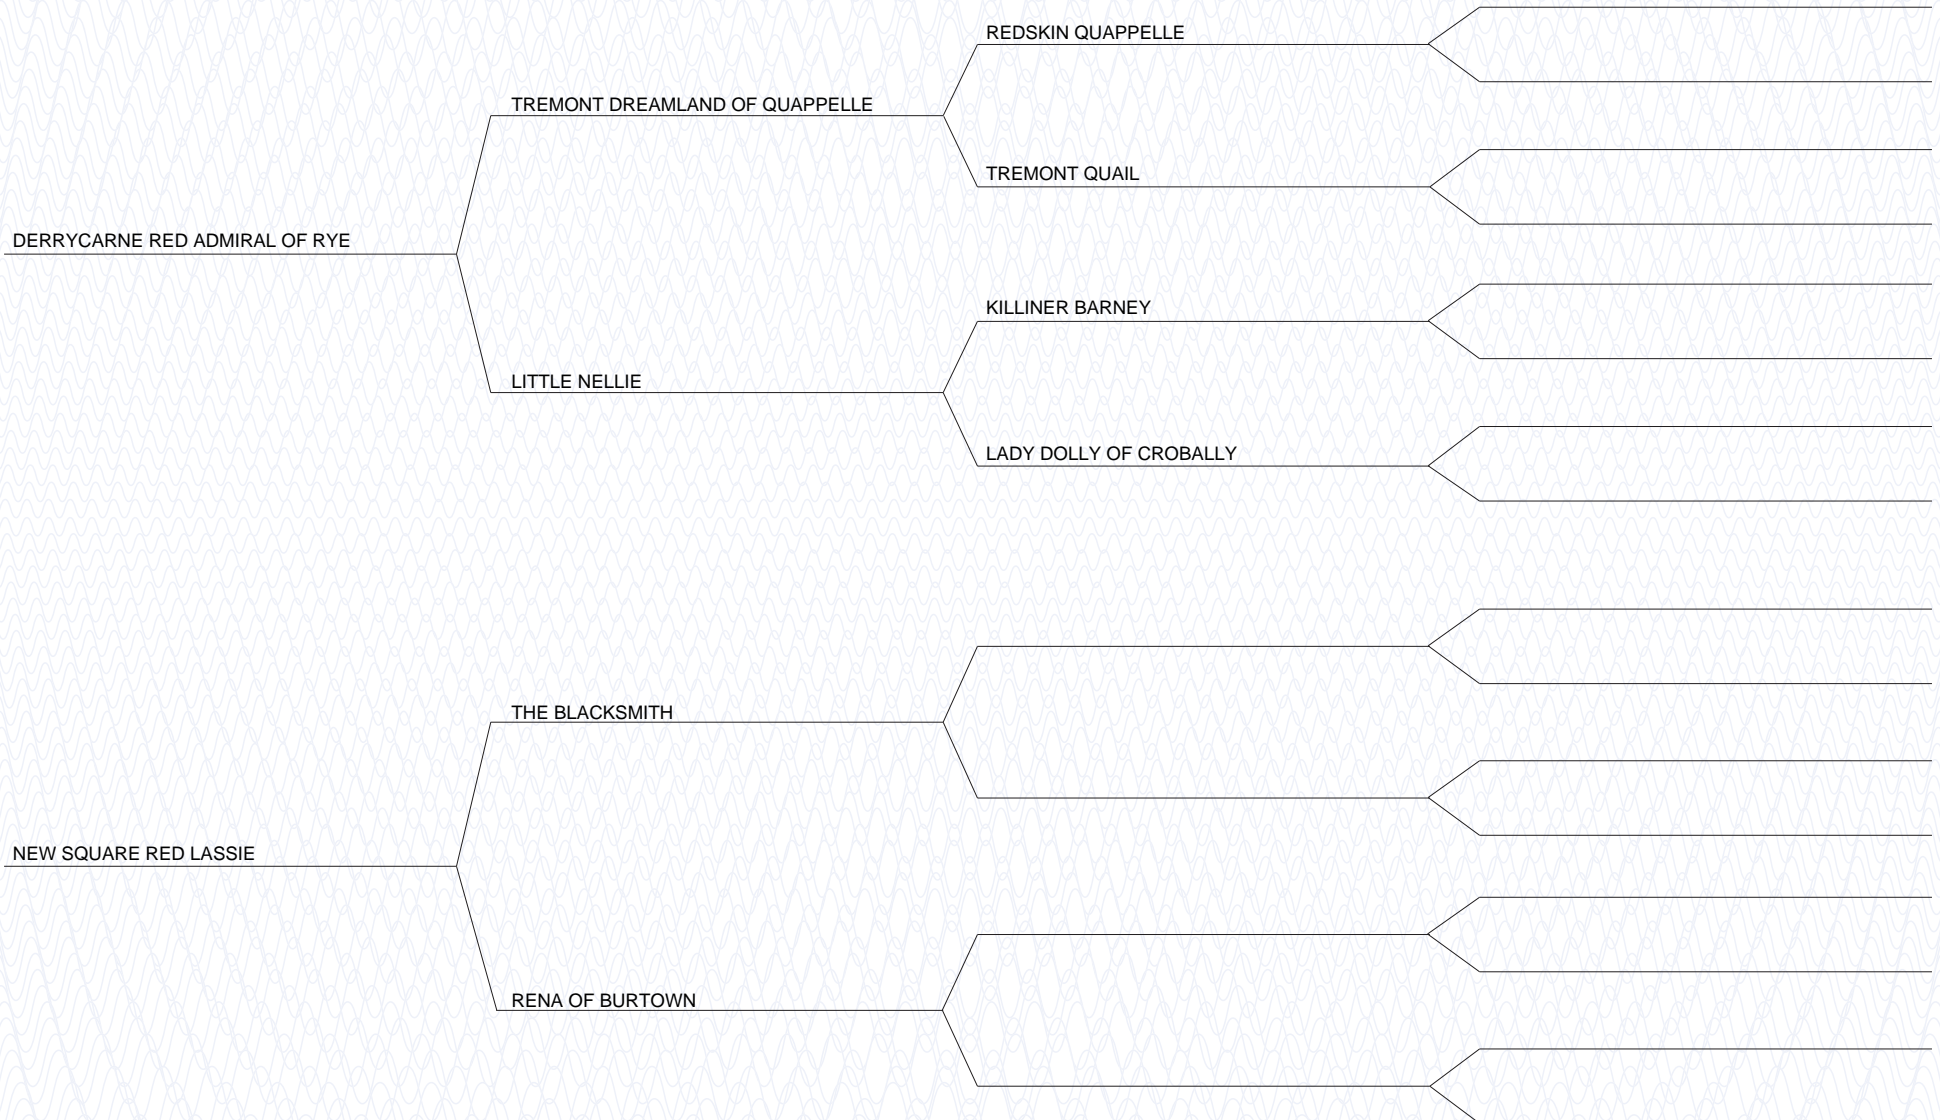 REDSKIN QUAPPELLE
TREMONT DREAMLAND OF QUAPPELLE
TREMONT QUAIL
DERRYCARNE RED ADMIRAL OF RYE
KILLINER BARNEY
LITTLE NELLIE
LADY DOLLY OF CROBALLY
THE BLACKSMITH
NEW SQUARE RED LASSIE
RENA OF BURTOWN